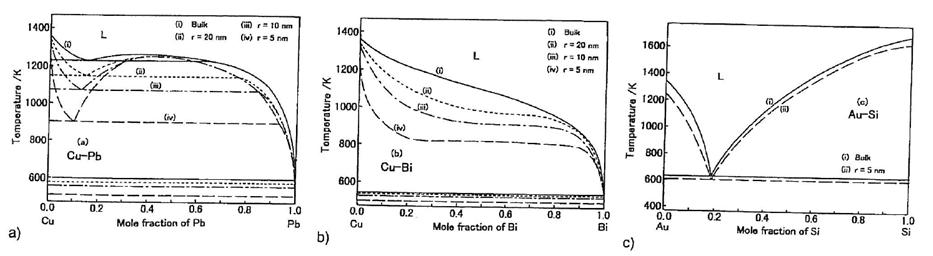 1400
1200
1000
800
600
Temperature /K
L
(i) Bulk (iii) r = 10 nm
(ii) r = 20 nm (iv) r = 5 nm
(i)
(ii)
(iii)
(iv)
(a)
Cu-Pb
0.0 0.2 0.4 0.6 0.8 1.0
Cu Mole fraction of Pb Pb
a)
1400
1200
1000
800
600
Temperature /K
L
(i) Bulk
(ii) r = 20 nm
(iii) r = 10 nm
(iv) r = 5 nm
(i)
(ii)
(iii)
(iv)
(b)
Cu-Bi
0.0 0.2 0.4 0.6 0.8 1.0
Cu Mole fraction of Bi Bi
b)
1600
1400
1200
1000
800
600
400
Temperature/K
L
(i)
(ii)
(c)
Au-Si
(i) Bulk
(ii) r = 5 nm
0.0 0.2 0.4 0.6 0.8 1.0
Au Mole fraction of Si Si
c)